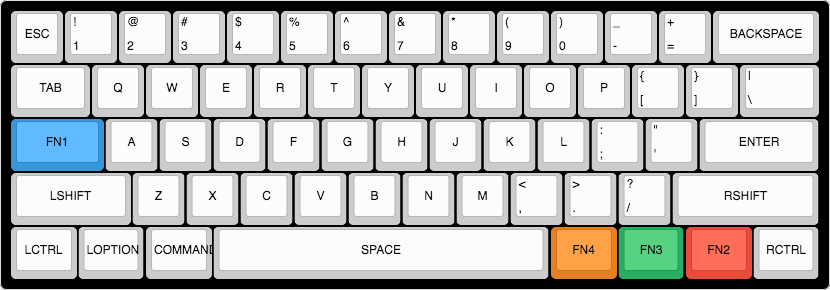 ESC ! @ # $ % ^ & * ( ) _ + BACKSPACE
1 2 3 4 5 6 7 8 9 0 - =
TAB Q W E R T Y U I O P { } |
[ ] \
FN1 A S D F G H J K L : " ENTER
; '
LSHIFT Z X C V B N M < > ? RSHIFT
, . /
LCTRL LOPTION COMMAND SPACE FN4 FN3 FN2 RCTRL